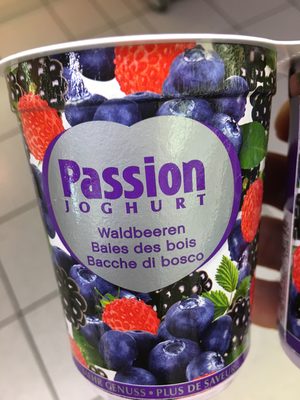 Passion
JOGHURT
Waldbeeren
Baies des bois
Bacche di bosco
GENUSS • PLUS DE SAVEUR